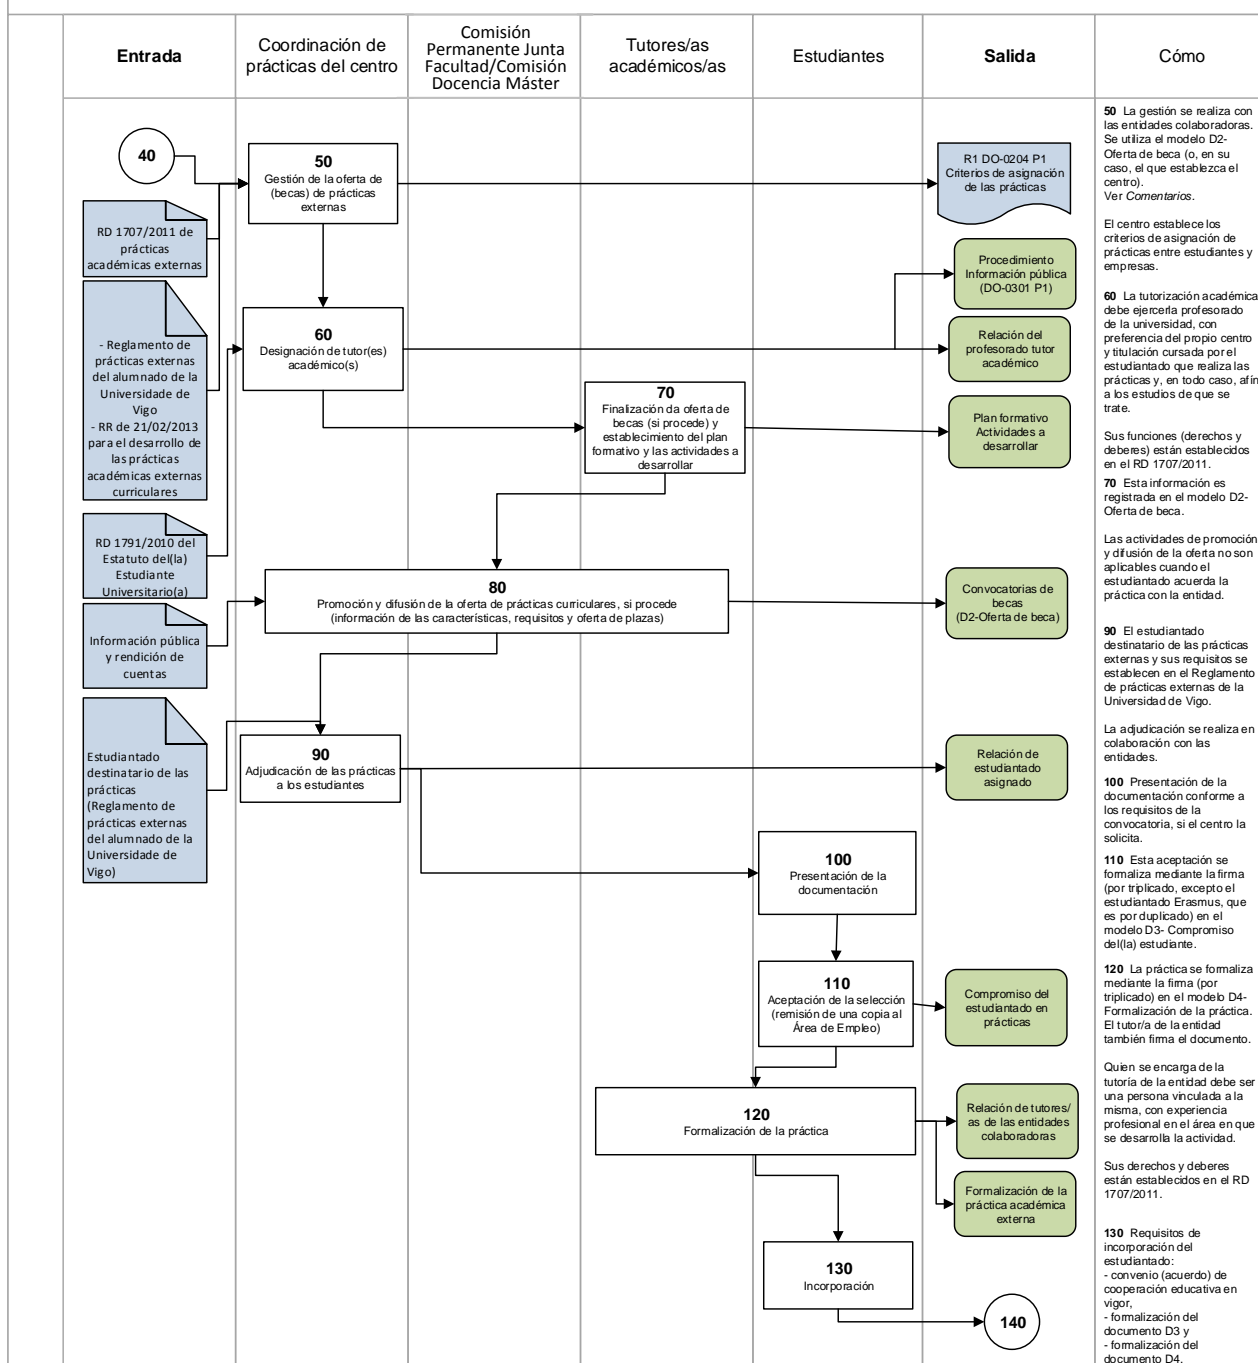 Entrada
Coordinación de
prácticas del centro
Comisión
Permanente Junta
Facultad/Comisión
Docencia Máster
Tutores/as
académicos/as
Estudiantes
Salida
Cómo
40
RD 1707/2011 de
prácticas
académicas externas
- Reglamento de
prácticas externas
del alumnado de la
Universidade de
Vigo
- RR de 21/02/2013
para el desarrollo de
las prácticas
académicas externas
curriculares
RD 1791/2010 del
Estatuto del(la)
Estudiante
Universitario(a)
Información pública
y rendición de
cuentas
Estudiantado
destinatario de las
prácticas
(Reglamento de
prácticas externas
del alumnado de la
Universidade de
Vigo)
50
Gestión de la oferta de
(becas) de prácticas
externas
60
Designación de tutor(es)
académico(s)
70
Finalización da oferta de
becas (si procede) y
establecimiento del plan
formativo y las actividades a
desarrollar
80
Promoción y difusión de la oferta de prácticas curriculares, si procede
(información de las características, requisitos y oferta de plazas)
90
Adjudicación de las prácticas
a los estudiantes
100
Presentación de la
documentación
110
Aceptación de la selección
(remisión de una copia al
Área de Empleo)
120
Formalización de la práctica
130
Incorporación
140
R1 DO-0204 P1
Criterios de asignación
de las prácticas
Procedimiento
Información pública
(DO-0301 P1)
Relación del
profesorado tutor
académico
Plan formativo
Actividades a
desarrollar
Convocatorias de
becas
(D2-Oferta de beca)
Relación de
estudiantado
asignado
Compromiso del
estudiantado en
prácticas
Relación de tutores/
as de las entidades
colaboradoras
Formalización de la
práctica académica
externa
50 La gestión se realiza con
las entidades colaboradoras.
Se utiliza el modelo D2-
Oferta de beca (o, en su
caso, el que establezca el
centro).
Ver Comentarios.
El centro establece los
criterios de asignación de
prácticas entre estudiantes y
empresas.
60 La tutorización académica
debe ejercerla profesorado
de la universidad, con
preferencia del propio centro
y titulación cursada por el
estudiantado que realiza las
prácticas y, en todo caso, afín
a los estudios de que se
trate.
Sus funciones (derechos y
deberes) están establecidos
en el RD 1707/2011.
70 Esta información es
registrada en el modelo D2-
Oferta de beca.
Las actividades de promoción
y difusión de la oferta no son
aplicables cuando el
estudiantado acuerda la
práctica con la entidad.
90 El estudiantado
destinatario de las prácticas
externas y sus requisitos se
establecen en el Reglamento
de prácticas externas de la
Universidad de Vigo.
La adjudicación se realiza en
colaboración con las
entidades.
100 Presentación de la
documentación conforme a
los requisitos de la
convocatoria, si el centro la
solicita.
110 Esta aceptación se
formaliza mediante la firma
(por triplicado, excepto el
estudiantado Erasmus, que
es por duplicado) en el
modelo D3- Compromiso
del(la) estudiante.
120 La práctica se formaliza
mediante la firma (por
triplicado) en el modelo D4-
Formalización de la práctica.
El tutor/a de la entidad
también firma el documento.
Quien se encarga de la
tutoría de la entidad debe ser
una persona vinculada a la
misma, con experiencia
profesional en el área en que
se desarrolla la actividad.
Sus derechos y deberes
están establecidos en el RD
1707/2011.
130 Requisitos de
incorporación del
estudiantado:
- convenio (acuerdo) de
cooperación educativa en
vigor,
- formalización del
documento D3 y
- formalización del
documento D4.